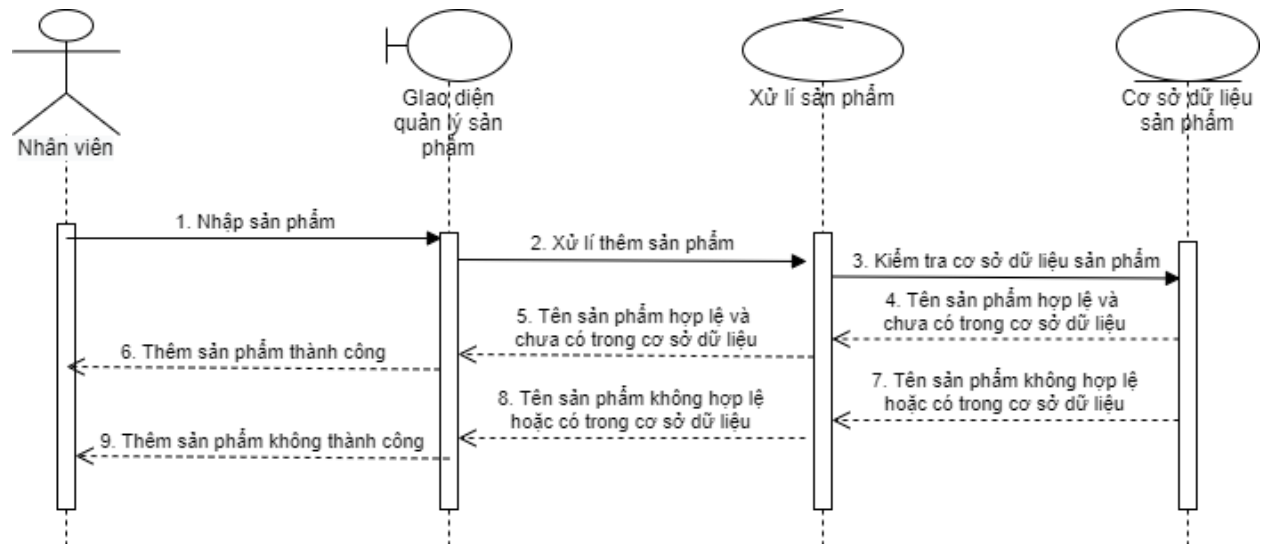 Nhân viên
GIao diện
quản lý sản
phẩm
Xử lí sản phẩm
Cơ sở dữ liệu
sản phẩm
1. Nhập sản phẩm
2. Xử lí thêm sản phẩm
3. Kiểm tra cơ sở dữ liệu sản phẩm
4. Tên sản phẩm hợp lệ và
chưa có trong cơ sở dữ liệu
5. Tên sản phẩm hợp lệ và
chưa có trong cơ sở dữ liệu
6. Thêm sản phẩm thành công
7. Tên sản phẩm không hợp lệ
hoặc có trong cơ sở dữ liệu
8. Tên sản phẩm không hợp lệ
hoặc có trong cơ sở dữ liệu
9. Thêm sản phẩm không thành công